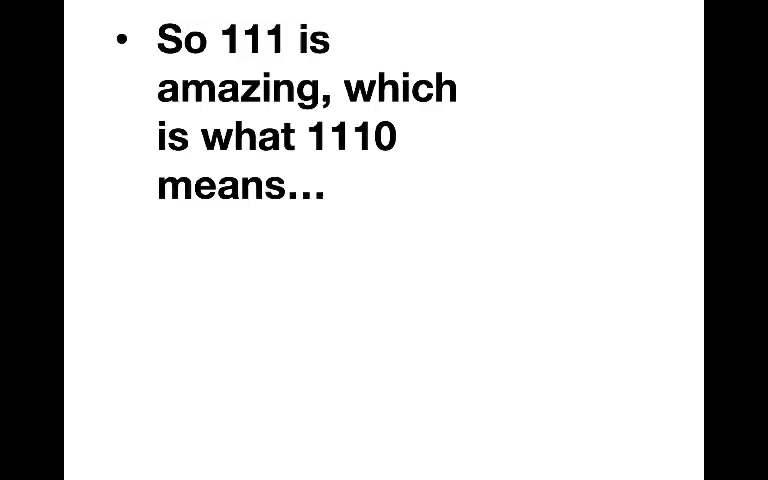 • So 111 is
amazing, which
is what 1110
means…